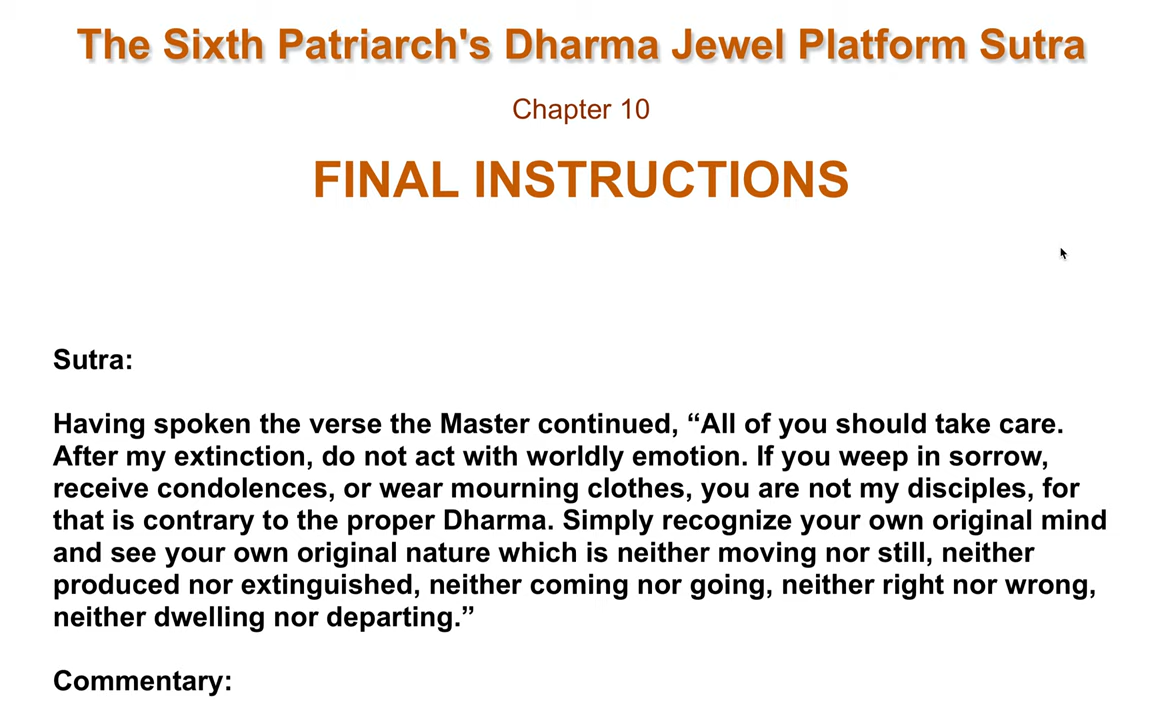 The Sixth Patriarch's Dharma Jewel Platform Sutra
Chapter 10
FINAL INSTRUCTIONS
Sutra:
Having spoken the verse the Master continued, “All of you should take care.
After my extinction, do not act with worldly emotion. If you weep in sorrow,
receive condolences, or wear mourning clothes, you are not my disciples, for
that is contrary to the proper Dharma. Simply recognize your own original mind
and see your own original nature which is neither moving nor still, neither
produced nor extinguished, neither coming nor going, neither right nor wrong,
neither dwelling nor departing.”
Commentary: